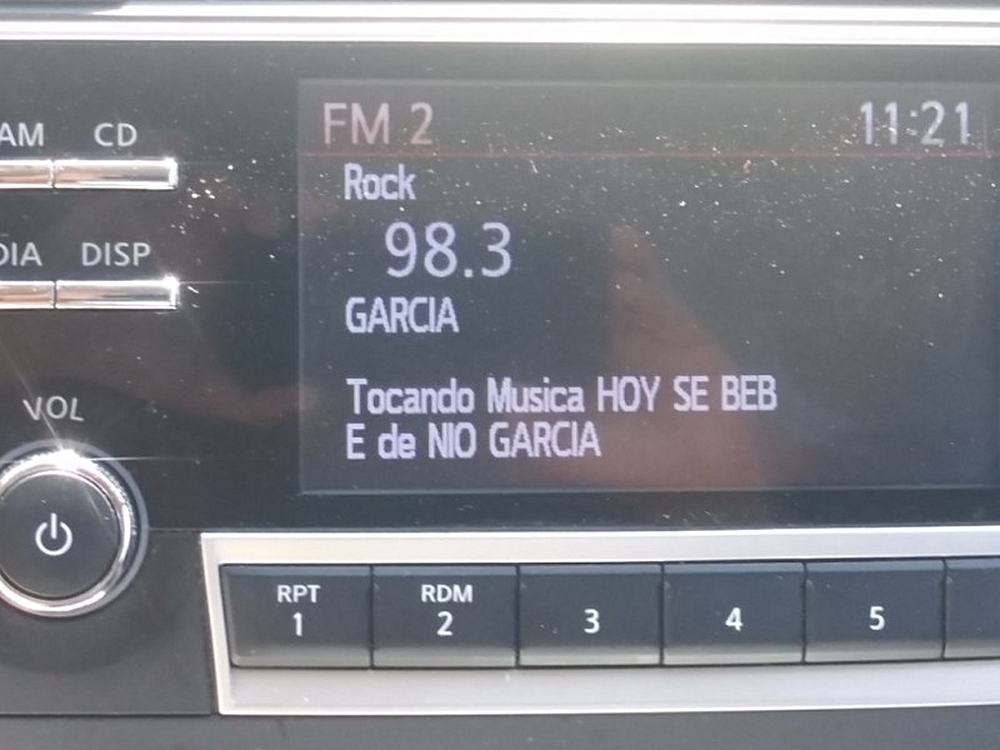 AM CD
FM 2 11:21
Rock
98.3
DISP
GARCIA
Tocando Musica HOY SE BEB
E de NIO GARCIA
VOL
RPT RDM
1 2 3 4 5